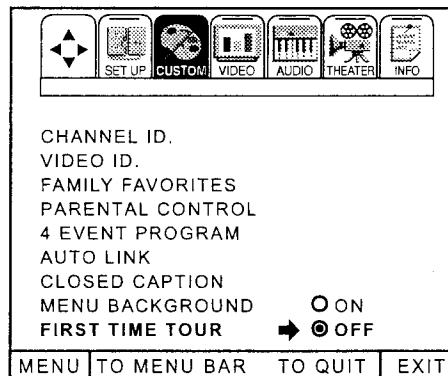 SET UP CUSTOM VIDEO AUDIO THEATER INFO
CHANNEL ID.
VIDEO ID.
FAMILY FAVORITES
PARENTAL CONTROL
4 EVENT PROGRAM
AUTO LINK
CLOSED CAPTION
MENU BACKGROUND ON
FIRST TIME TOUR OFF
MENU TO MENU BAR TO QUIT EXIT